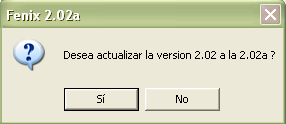 Fenix 2.02a
Desea actualizar la version 2.02 a la 2.02a ?
Sí
No